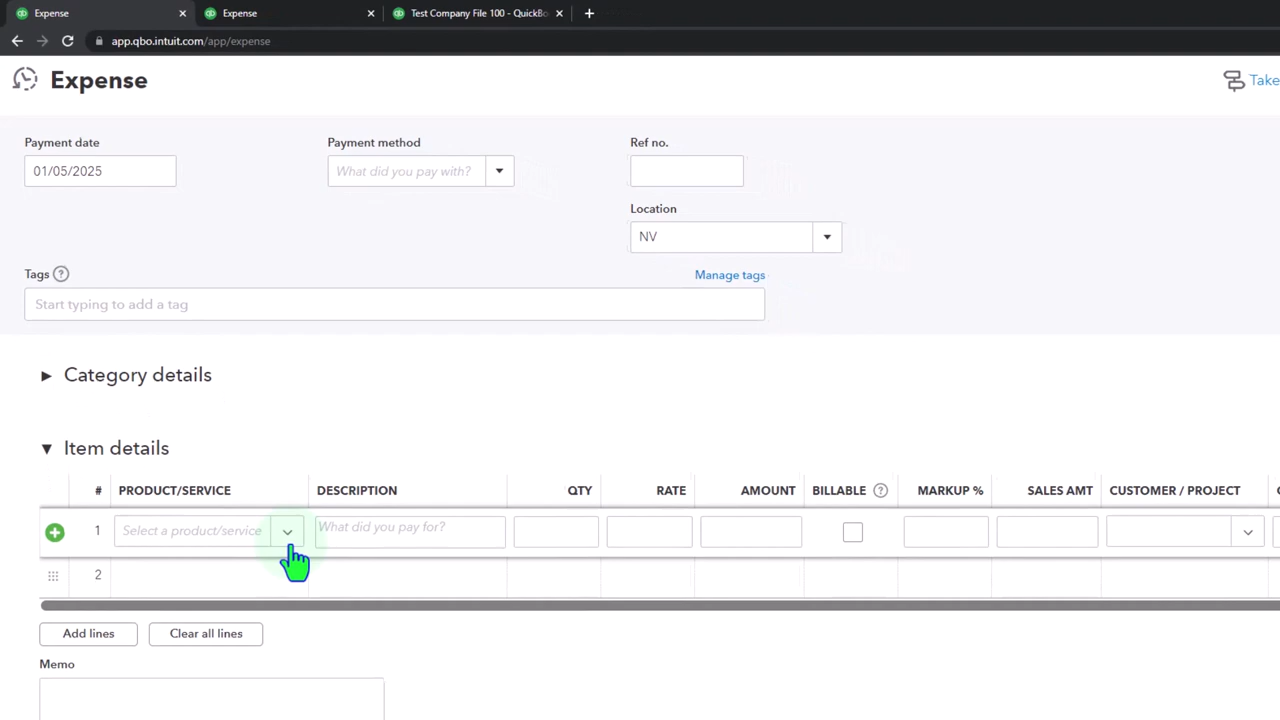 Expense
Expense
Test Company File 100 - QuickBo
app.qbo.intuit.com/app/expense
Expense
Take
Payment date
Payment method
Ref no.
01/05/2025
What did you pay with?
Location
NV
Tags ?
Manage tags
Start typing to add a tag
Category details
Item details
# PRODUCT/SERVICE DESCRIPTION QTY RATE AMOUNT BILLABLE ? MARKUP % SALES AMT CUSTOMER / PROJECT
1 Select a product/service What did you pay for?
2
Add lines Clear all lines
Memo